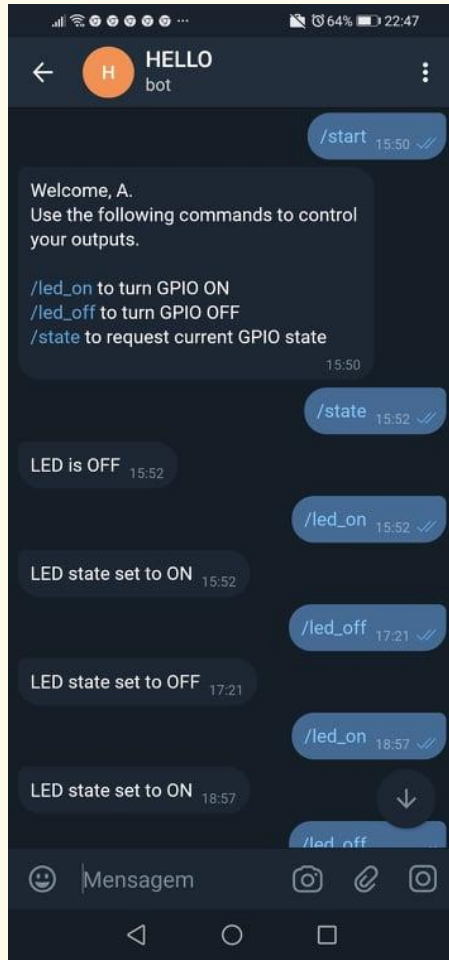 64% 22:47
H
HELLO
bot
/start 15:50
Welcome, A.
Use the following commands to control
your outputs.
/led_on to turn GPIO ON
/led_off to turn GPIO OFF
/state to request current GPIO state
15:50
/state 15:52
LED is OFF 15:52
/led_on 15:52
LED state set to ON 15:52
/led_off 17:21
LED state set to OFF 17:21
/led_on 18:57
LED state set to ON 18:57
/led_off
Mensagem